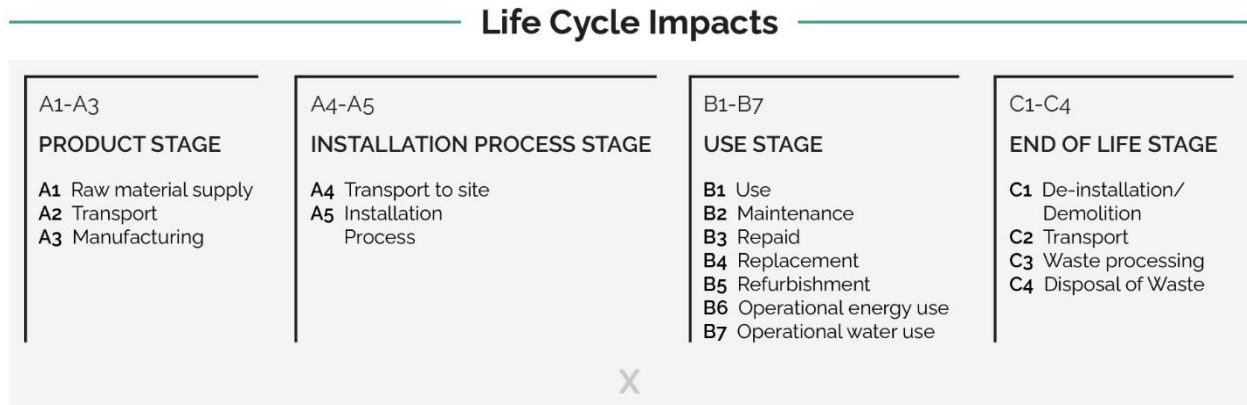 Life Cycle Impacts
A1-A3
PRODUCT STAGE
A1 Raw material supply
A2 Transport
A3 Manufacturing
A4-A5
INSTALLATION PROCESS STAGE
A4 Transport to site
A5 Installation
Process
B1-B7
USE STAGE
B1 Use
B2 Maintenance
B3 Repaid
B4 Replacement
B5 Refurbishment
B6 Operational energy use
B7 Operational water use
C1-C4
END OF LIFE STAGE
C1 De-installation/
Demolition
C2 Transport
C3 Waste processing
C4 Disposal of Waste
X